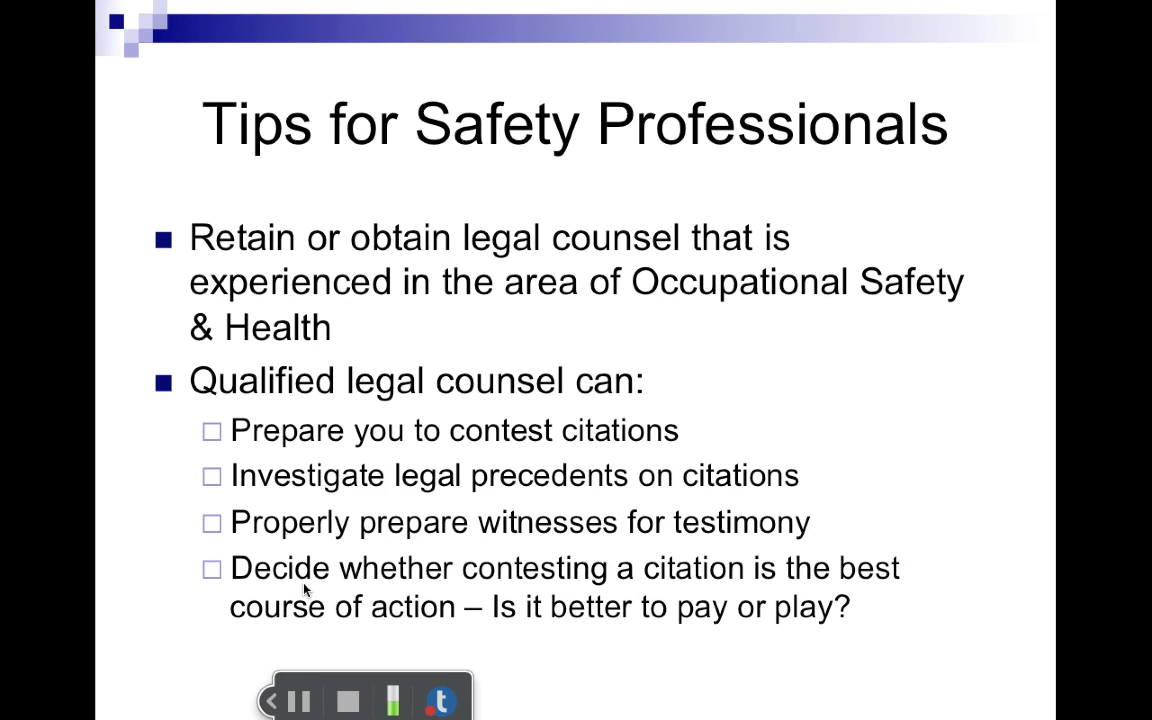 Tips for Safety Professionals
Retain or obtain legal counsel that is
experienced in the area of Occupational Safety
& Health
Qualified legal counsel can:
Prepare you to contest citations
Investigate legal precedents on citations
Properly prepare witnesses for testimony
Decide whether contesting a citation is the best
course of action – Is it better to pay or play?
t